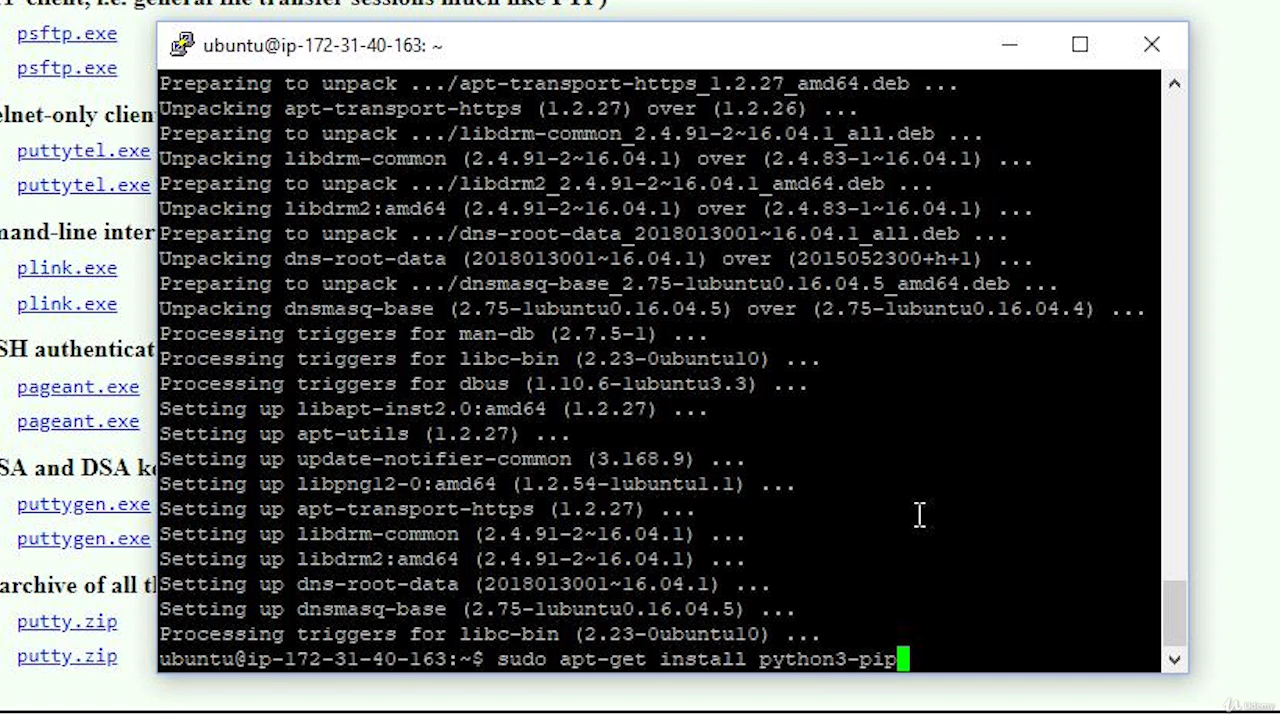 P client, i.e. general file transfer sessions much like FTP)
psftp.exe
psftp.exe
elnet-only clien
puttytel.exe
puttytel.exe
mand-line inter
plink.exe
plink.exe
SH authenticat
pageant.exe
pageant.exe
SA and DSA ke
puttygen.exe
puttygen.exe
archive of all th
putty.zip
putty.zip
ubuntu@ip-172-31-40-163: ~
Preparing to unpack .../apt-transport-https_1.2.27_amd64.deb ...
Unpacking apt-transport-https (1.2.27) over (1.2.26) ...
Preparing to unpack .../libdrm-common_2.4.91-2~16.04.1_all.deb ...
Unpacking libdrm-common (2.4.91-2~16.04.1) over (2.4.83-1~16.04.1) ...
Preparing to unpack .../libdrm2_2.4.91-2~16.04.1_amd64.deb ...
Unpacking libdrm2:amd64 (2.4.91-2~16.04.1) over (2.4.83-1~16.04.1) ...
Preparing to unpack .../dns-root-data_2018013001~16.04.1_all.deb ...
Unpacking dns-root-data (2018013001~16.04.1) over (2015052300+h+1) ...
Preparing to unpack .../dnsmasq-base_2.75-1ubuntu0.16.04.5_amd64.deb ...
Unpacking dnsmasq-base (2.75-1ubuntu0.16.04.5) over (2.75-1ubuntu0.16.04.4) ...
Processing triggers for man-db (2.7.5-1) ...
Processing triggers for libc-bin (2.23-0ubuntu10) ...
Processing triggers for dbus (1.10.6-1ubuntu3.3) ...
Setting up libapt-inst2.0:amd64 (1.2.27) ...
Setting up apt-utils (1.2.27) ...
Setting up update-notifier-common (3.168.9) ...
Setting up libpng12-0:amd64 (1.2.54-1ubuntu1.1) ...
Setting up apt-transport-https (1.2.27) ...
Setting up libdrm-common (2.4.91-2~16.04.1) ...
Setting up libdrm2:amd64 (2.4.91-2~16.04.1) ...
Setting up dns-root-data (2018013001~16.04.1) ...
Setting up dnsmasq-base (2.75-1ubuntu0.16.04.5) ...
Processing triggers for libc-bin (2.23-0ubuntu10) ...
ubuntu@ip-172-31-40-163:~$ sudo apt-get install python3-pip
Udemy